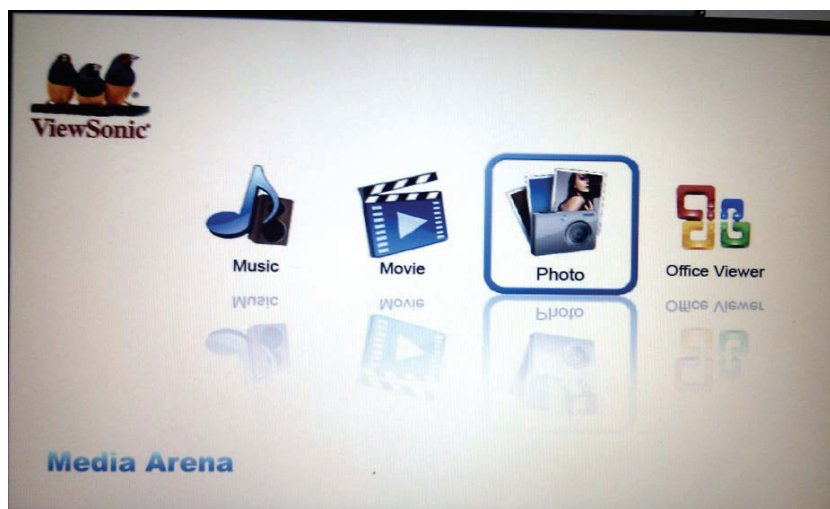 ViewSonic®
Music
Movie
Photo
Office Viewer
Music
Movie
Photo
Office Viewer
Media Arena